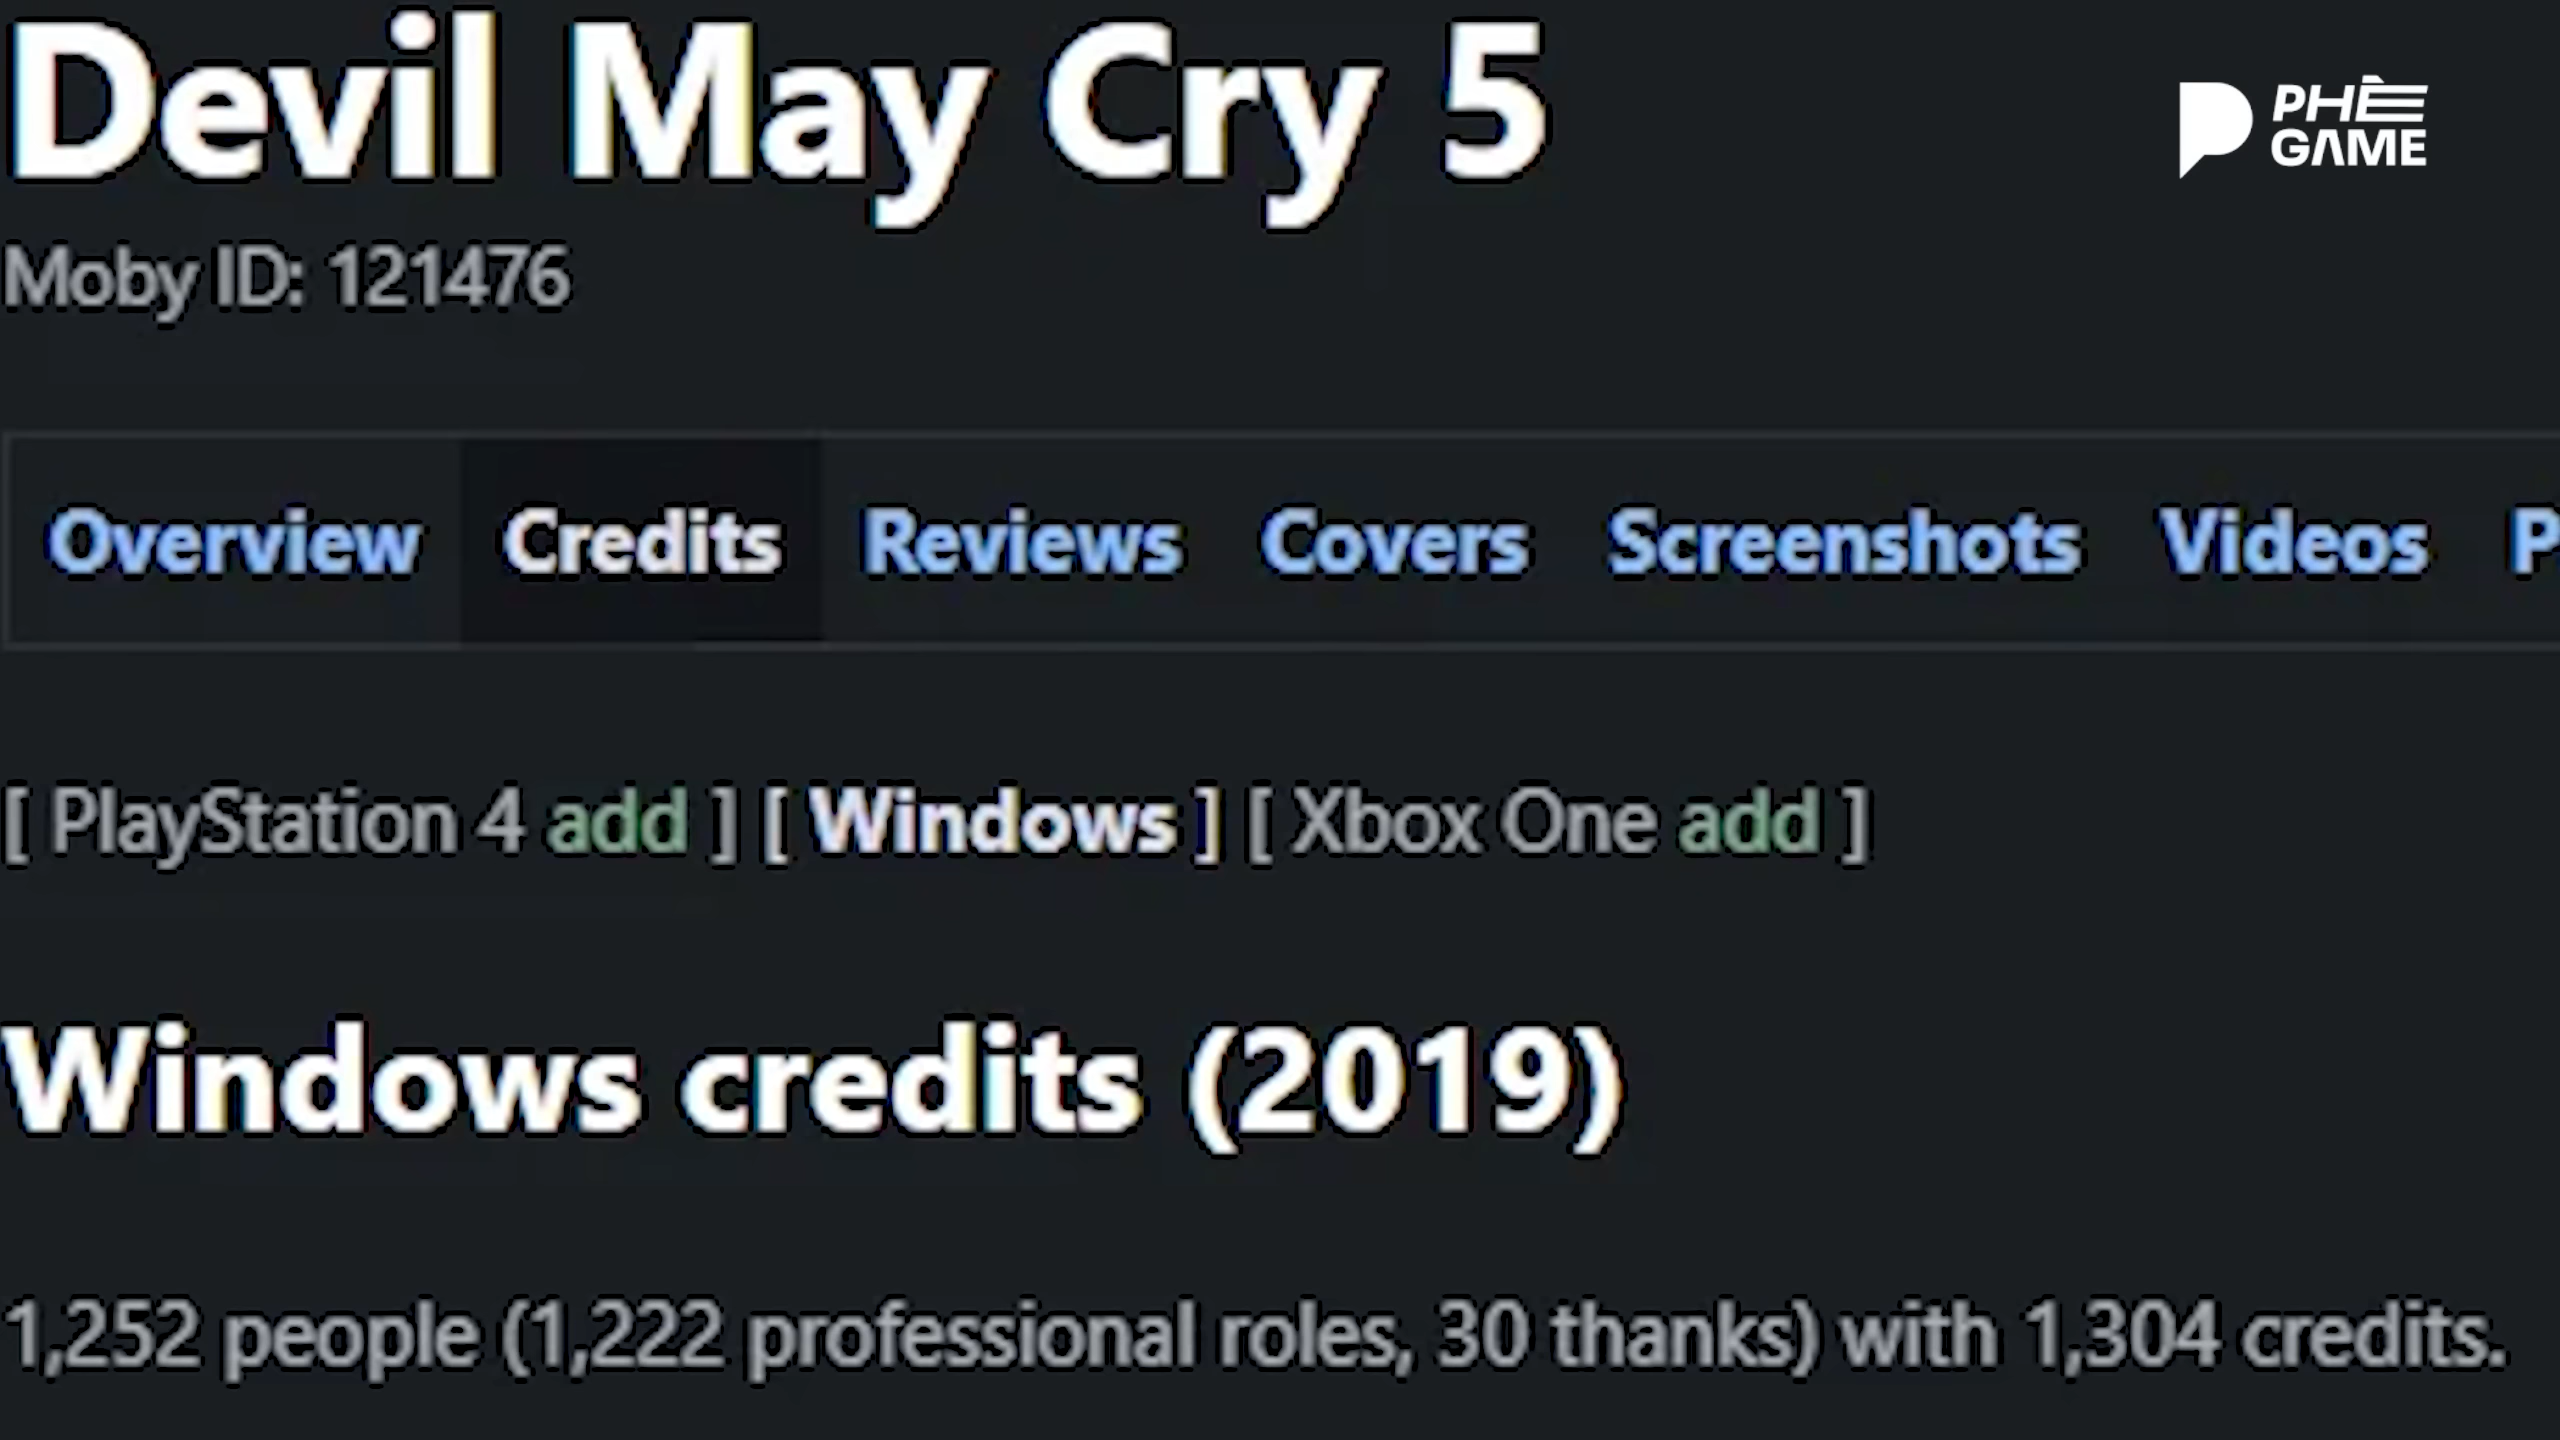 Devil May Cry 5
PHÊ
GAME
Moby ID: 121476
Overview Credits Reviews Covers Screenshots Videos P
[ PlayStation 4 add ] [ Windows ] [ Xbox One add ]
Windows credits (2019)
1,252 people (1,222 professional roles, 30 thanks) with 1,304 credits.